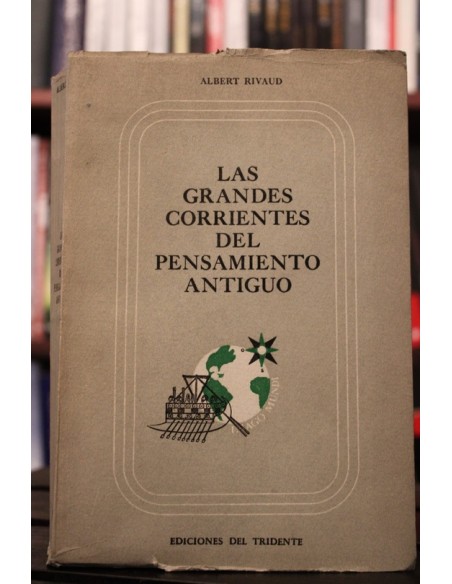 ALBERT RIVAUD
LAS
GRANDES
CORRIENTES
DEL
PENSAMIENTO
ANTIGUO
EDICIONES DEL TRIDENTE